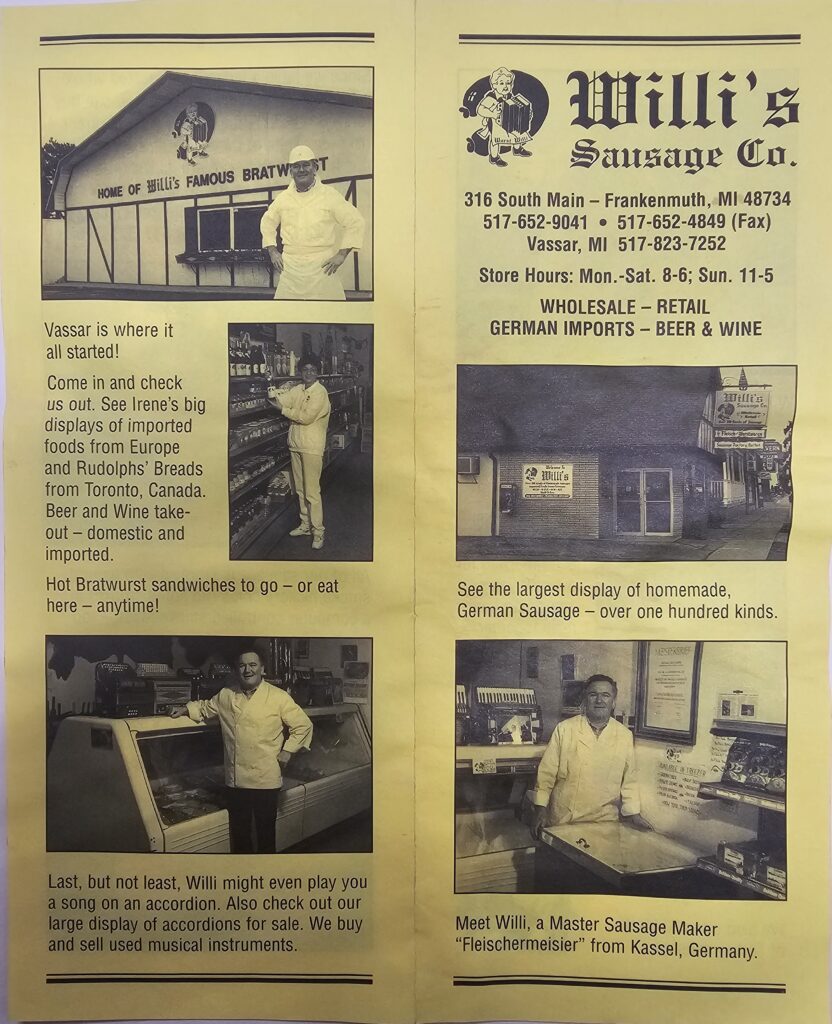 HOME OF Willi's FAMOUS BRATWURST
Vassar is where it
all started!
Come in and check
us out. See Irene's big
displays of imported
foods from Europe
and Rudolphs' Breads
from Toronto, Canada.
Beer and Wine take-
out – domestic and
imported.
Hot Bratwurst sandwiches to go – or eat
here – anytime!
Last, but not least, Willi might even play you
a song on an accordion. Also check out our
large display of accordions for sale. We buy
and sell used musical instruments.
Willi's
Sausage Co.
316 South Main – Frankenmuth, MI 48734
517-652-9041 • 517-652-4849 (Fax)
Vassar, MI 517-823-7252
Store Hours: Mon.-Sat. 8-6; Sun. 11-5
WHOLESALE – RETAIL
GERMAN IMPORTS – BEER & WINE
Willi's
Sausage Co.
Willi's
See the largest display of homemade,
German Sausage – over one hundred kinds.
AVAILABLE IN FREEZER
Meet Willi, a Master Sausage Maker
“Fleischermeisier” from Kassel, Germany.